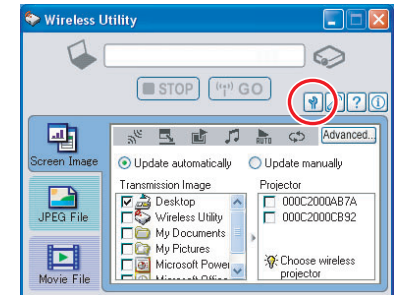 Wireless Utility
STOP
GO
?
Screen Image
AUTO
Advanced...
Update automatically
Update manually
Transmission Image
Projector
Desktop
Wireless Utility
My Documents
My Pictures
Microsoft Power
000C2000AB7A
000C2000CB92
Choose wireless
projector
JPEG File
Movie File